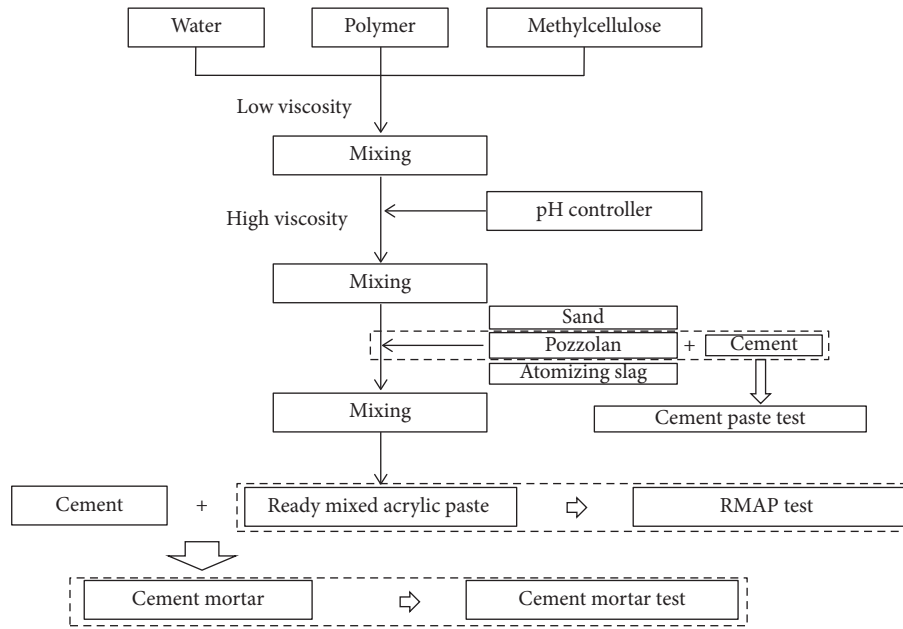 Water
Polymer
Methylcellulose
Low viscosity
Mixing
High viscosity
pH controller
Mixing
Sand
Pozzolan + Cement
Atomizing slag
Mixing
Cement paste test
Cement + Ready mixed acrylic paste
RMAP test
Cement mortar
Cement mortar test